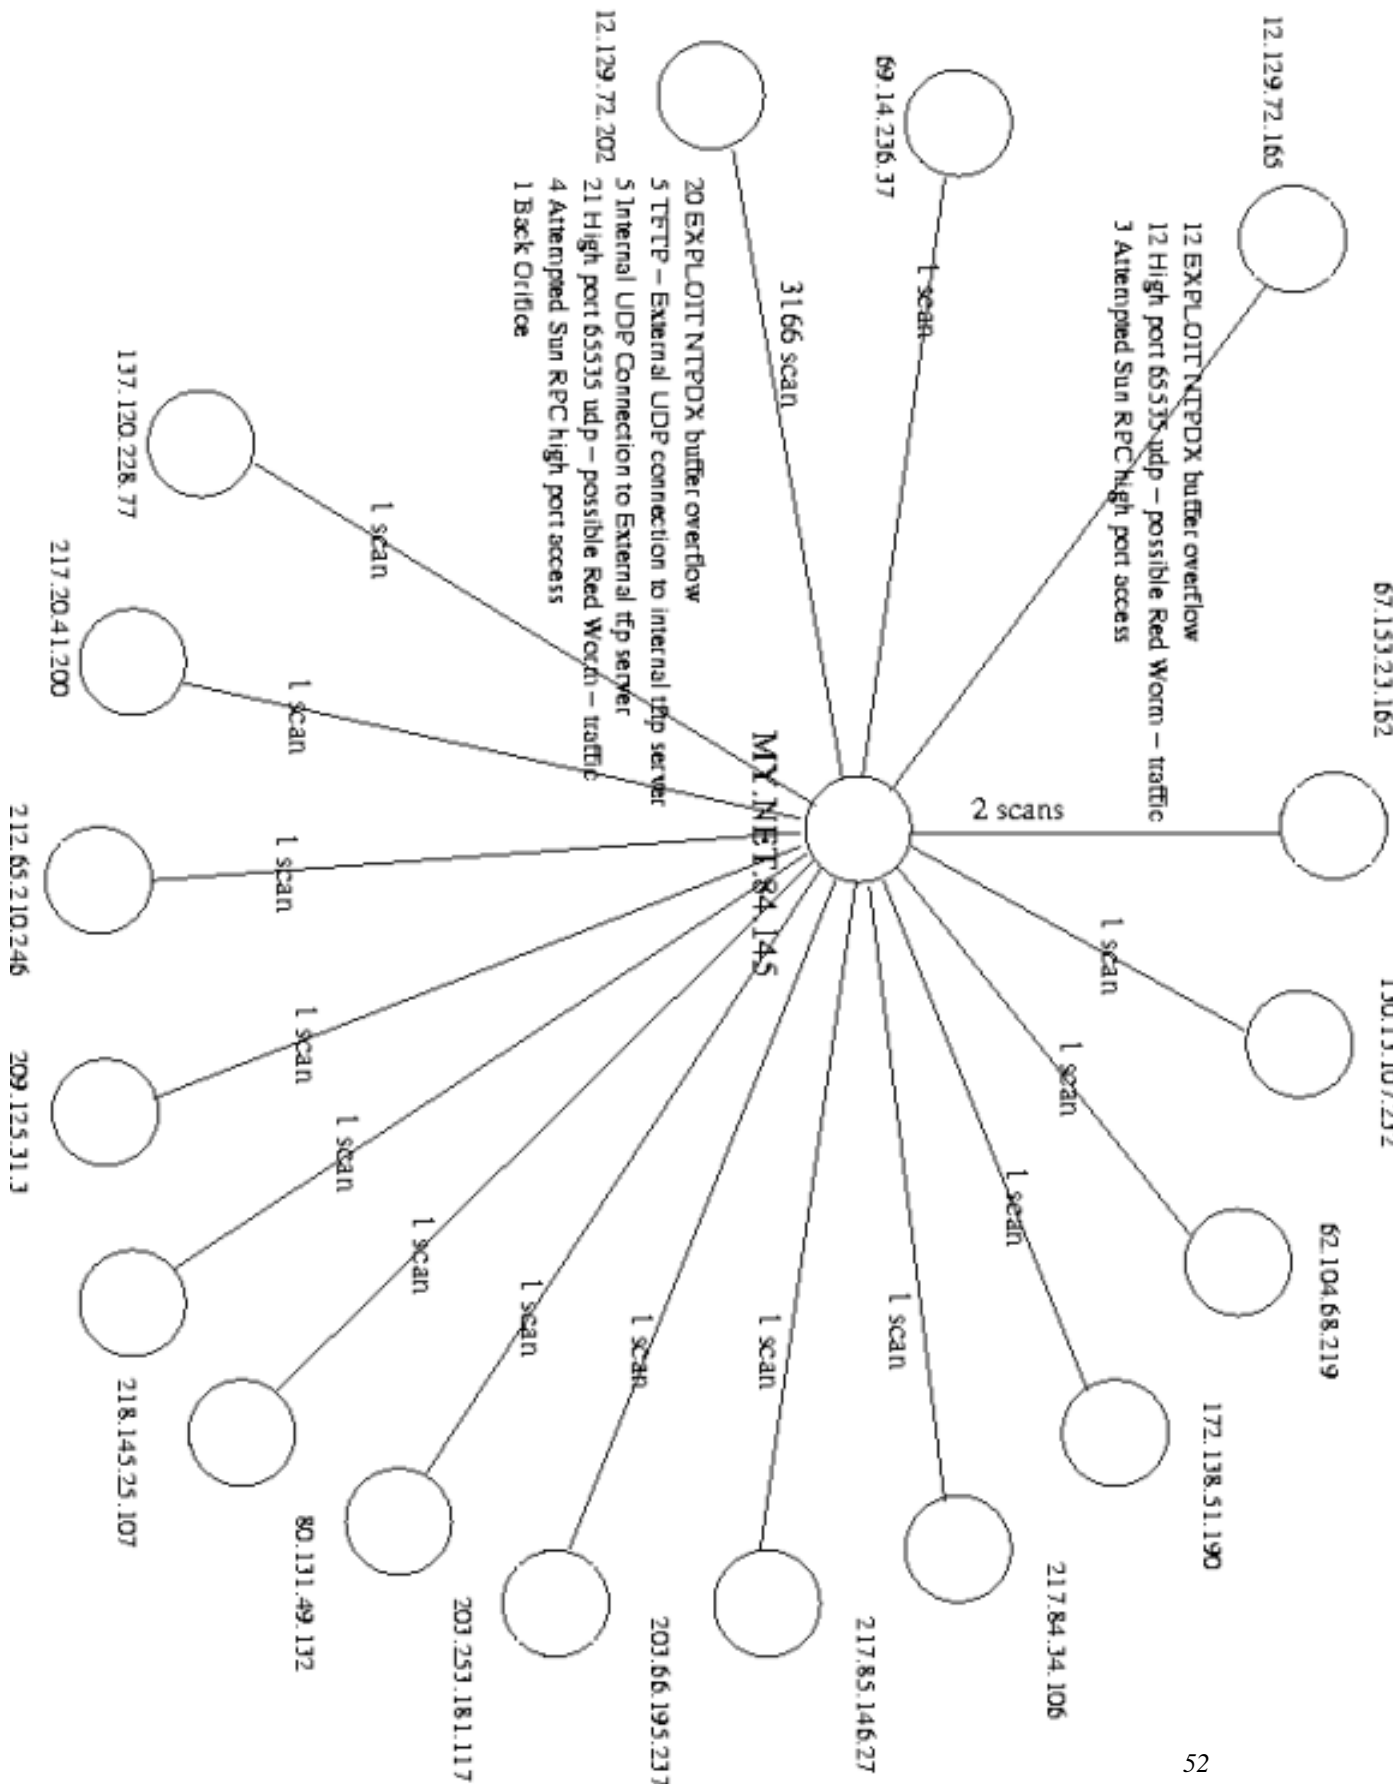 12.129.72.165
12 EXPLOIT NTPDX buffer overflow
12 High port 65535 udp – possible Red Worm – traffic
3 Attempted Sun RPC high port access
69.14.236.37
1 scan
12.129.72.202
3166 scan
20 EXPLOIT NTPDX buffer overflow
5 TFTP – External UDP connection to internal tftp server
5 Internal UDP Connection to External tftp server
21 High port 65535 udp – possible Red Worm – traffic
4 Attempted Sun RPC high port access
1 Back Orifice
67.153.23.162
2 scans
MY.NET.84.145
137.120.228.77
1 scan
217.20.41.200
1 scan
212.65.210.246
1 scan
209.125.31.3
1 scan
218.145.25.107
1 scan
80.131.49.132
1 scan
203.253.181.117
1 scan
203.66.195.237
1 scan
217.85.146.27
1 scan
217.84.34.106
1 scan
172.138.51.190
1 scan
62.104.68.219
1 scan
1 scan
52